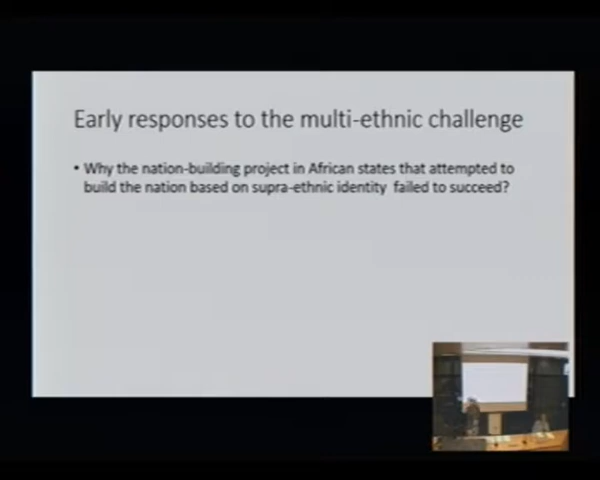 Early responses to the multi-ethnic challenge
• Why the nation-building project in African states that attempted to
build the nation based on supra-ethnic identity failed to succeed?